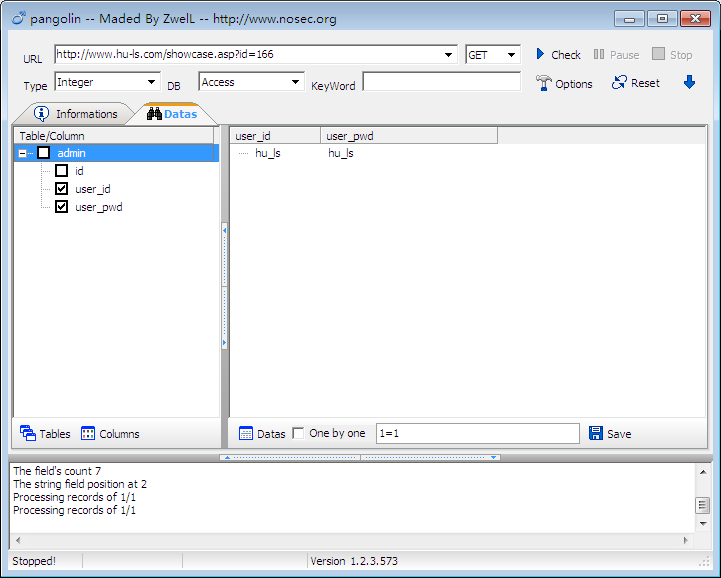 pangolin -- Maded By ZwelL -- http://www.nosec.org
URL http://www.hu-ls.com/showcase.asp?id=166 GET Check Pause Stop
Type Integer DB Access KeyWord Options Reset
Informations Datas
Table/Column user_id user_pwd
admin hu_ls hu_ls
id
user_id
user_pwd
Tables Columns Datas One by one 1=1 Save
The field's count 7
The string field position at 2
Processing records of 1/1
Processing records of 1/1
Stopped! Version 1.2.3.573